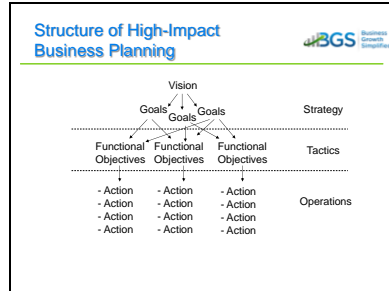 Structure of High-Impact
Business Planning
BGS Business
Growth
Simplified
Vision
Goals Goals Goals
Strategy
Functional Functional Functional
Objectives Objectives Objectives
Tactics
- Action - Action - Action
- Action - Action - Action
- Action - Action - Action
- Action - Action - Action
Operations